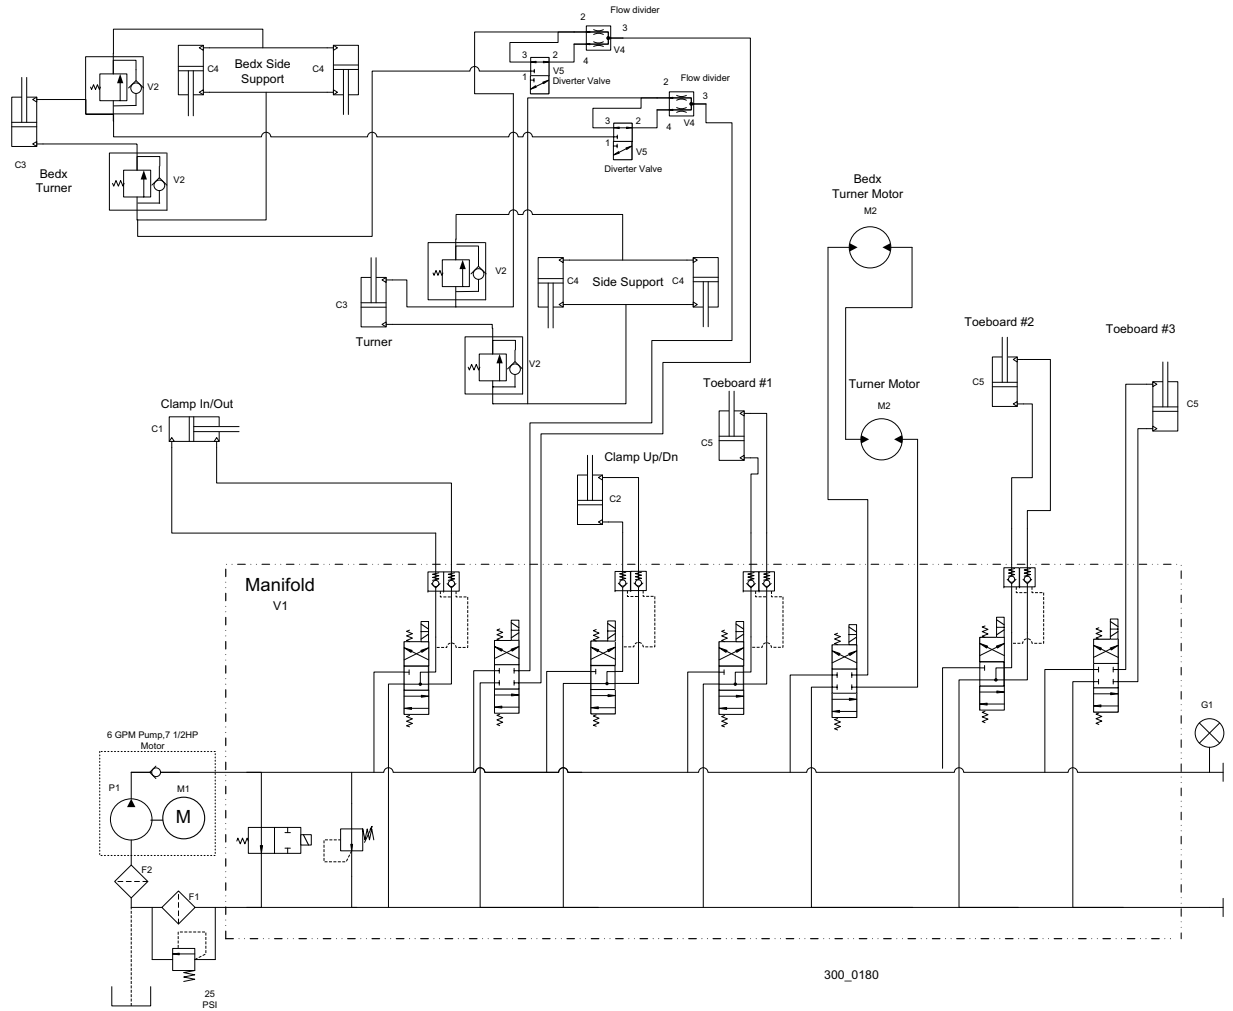 Flow divider
2
3
V4
4
3
2
V5
1
Diverter Valve
Flow divider
2
3
V4
4
3
2
1
V5
Diverter Valve
C4
Bedx Side
Support
C4
V2
C3
Bedx
Turner
V2
Bedx
Turner Motor
M2
V2
C4
Side Support
C4
C3
Turner
V2
Toeboard #2
C5
Toeboard #3
C5
Toeboard #1
C5
Turner Motor
M2
Clamp In/Out
C1
Clamp Up/Dn
C2
Manifold
V1
G1
6 GPM Pump,7 1/2HP
Motor
P1
M1
M
F2
F1
25
PSI
300_0180